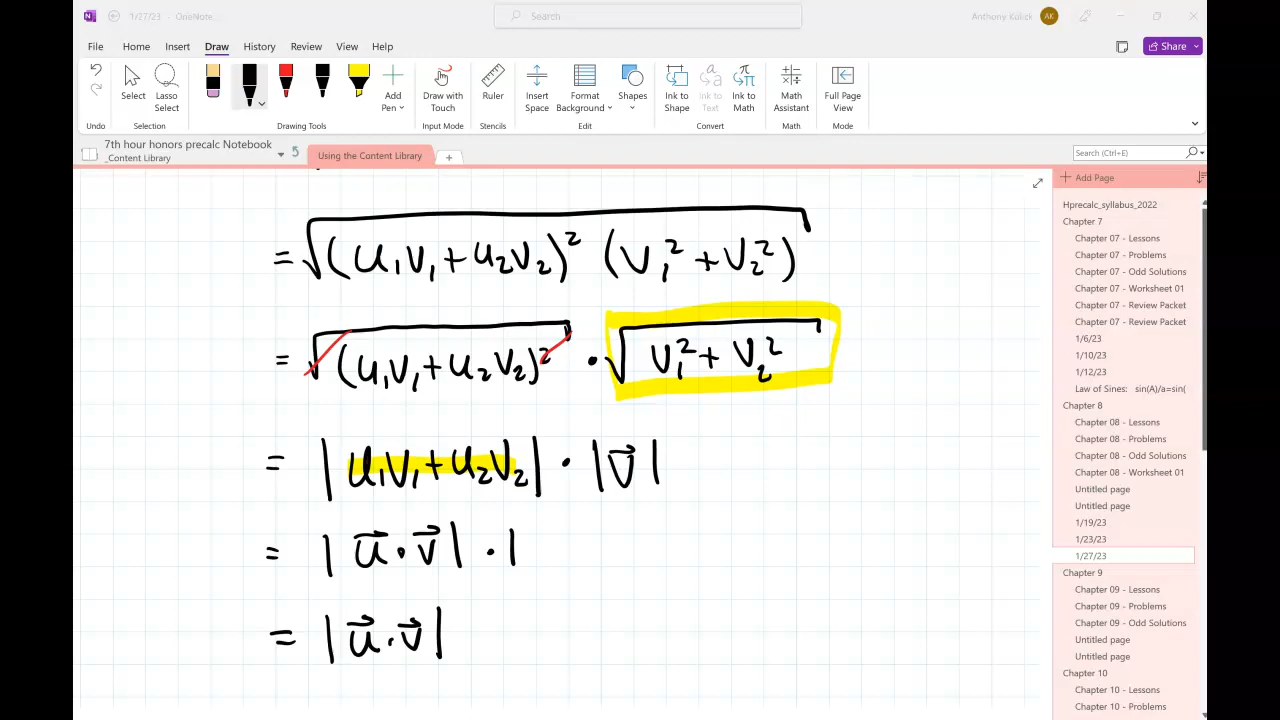 1/27/23 - OneNote
Search
Anthony Kulick AK
File Home Insert Draw History Review View Help
Share
Undo
Select
Lasso Select
Add Pen
Draw with Touch
Ruler
Insert Space
Format Background
Shapes
Ink to Shape
Ink to Text
Ink to Math
Math Assistant
Full Page View
Undo Selection Drawing Tools Input Mode Stencils Edit Convert Math Mode
7th hour honors precalc Notebook
_Content Library
Using the Content Library
+
Search (Ctrl+E)
= √((u₁v₁ + u₂v₂)² (v₁² + v₂²))
= √((u₁v₁ + u₂v₂)²) · √(v₁² + v₂²)
= |u₁v₁ + u₂v₂| · |v⃗|
= |u⃗ · v⃗| · 1
= |u⃗ · v⃗|
Add Page
Hprecalc_syllabus_2022
Chapter 7
Chapter 07 - Lessons
Chapter 07 - Problems
Chapter 07 - Odd Solutions
Chapter 07 - Worksheet 01
Chapter 07 - Review Packet
Chapter 07 - Review Packet
1/6/23
1/10/23
1/12/23
Law of Sines: sin(A)/a=sin(
Chapter 8
Chapter 08 - Lessons
Chapter 08 - Problems
Chapter 08 - Odd Solutions
Chapter 08 - Worksheet 01
Untitled page
Untitled page
1/19/23
1/23/23
1/27/23
Chapter 9
Chapter 09 - Lessons
Chapter 09 - Problems
Chapter 09 - Odd Solutions
Untitled page
Untitled page
Chapter 10
Chapter 10 - Lessons
Chapter 10 - Problems